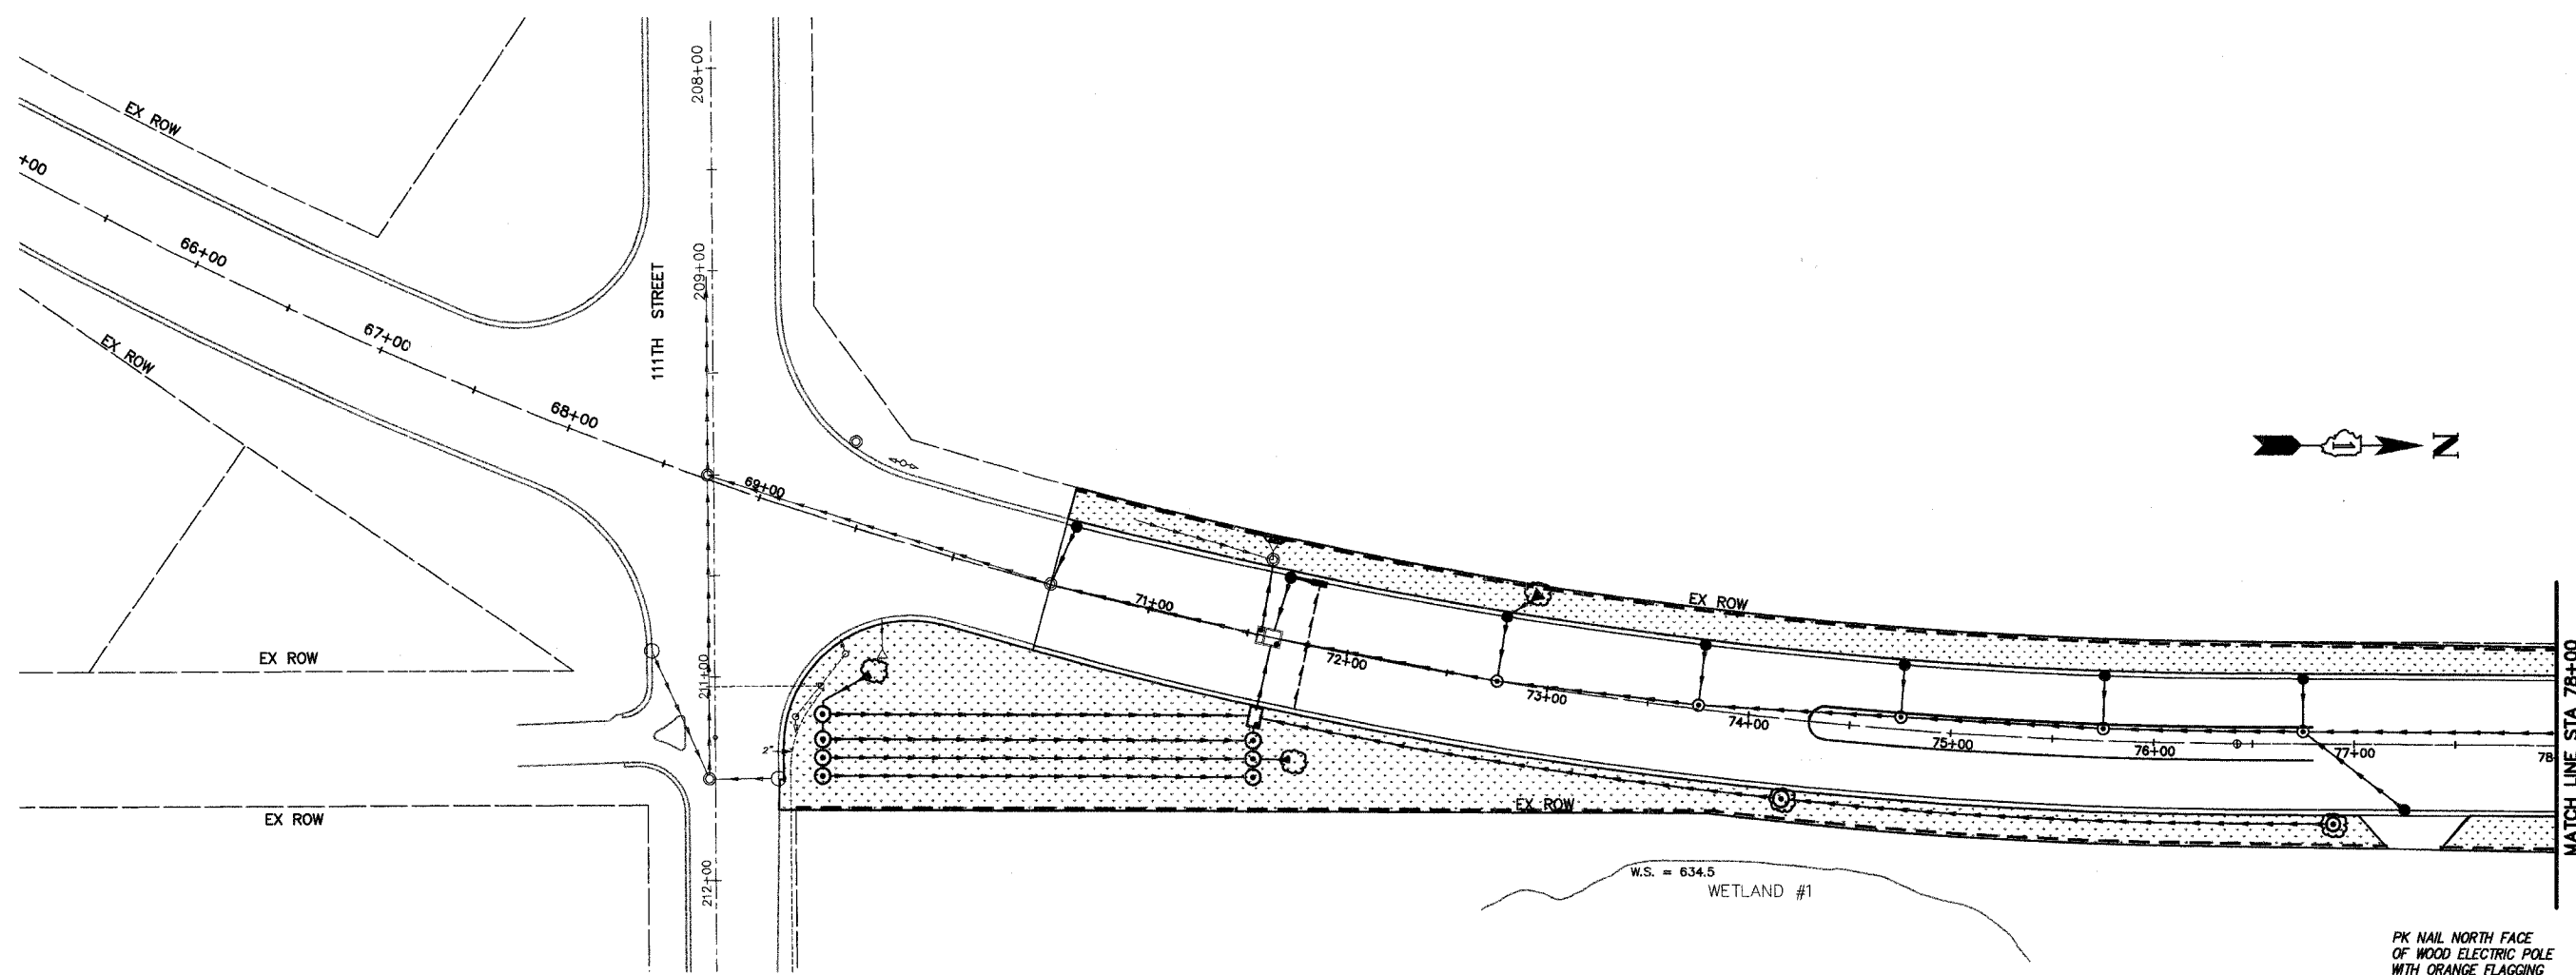 208+00
EX ROW
+00
66+00
111TH STREET
209+00
67+00
EX ROW
68+00
N
69+00
71+00
EX ROW
72+00
EX ROW
211+00
73+00
74+00
75+00
76+00
77+00
78
2"
EX ROW
EX ROW
212+00
W.S. = 634.5
WETLAND #1
MATCH LINE STA 78+00
PK NAIL NORTH FACE
OF WOOD ELECTRIC POLE
WITH ORANGE FLAGGING